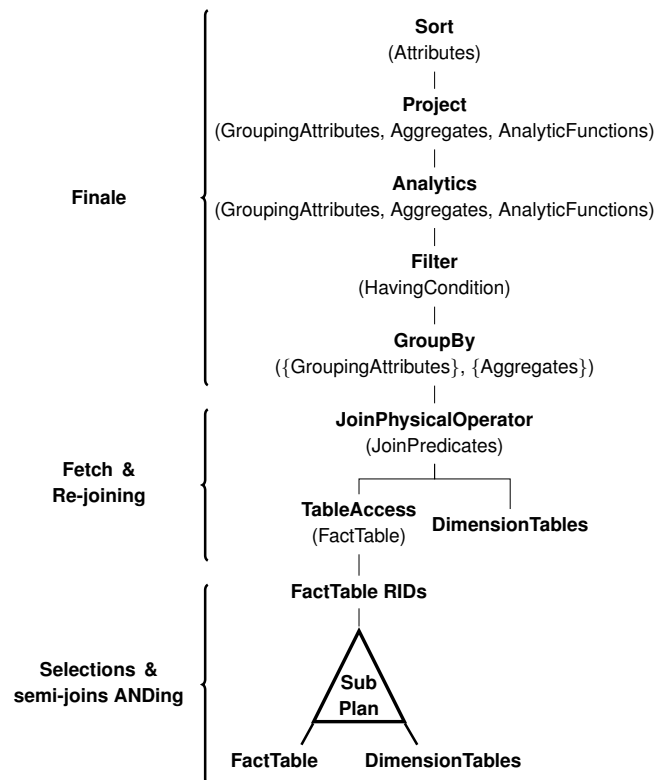 Sort
(Attributes)
Project
(GroupingAttributes, Aggregates, AnalyticFunctions)
Finale
Analytics
(GroupingAttributes, Aggregates, AnalyticFunctions)
Filter
(HavingCondition)
GroupBy
({GroupingAttributes}, {Aggregates})
JoinPhysicalOperator
(JoinPredicates)
Fetch &
Re-joining
TableAccess
(FactTable)
DimensionTables
FactTable RIDs
Selections &
semi-joins ANDing
Sub
Plan
FactTable
DimensionTables